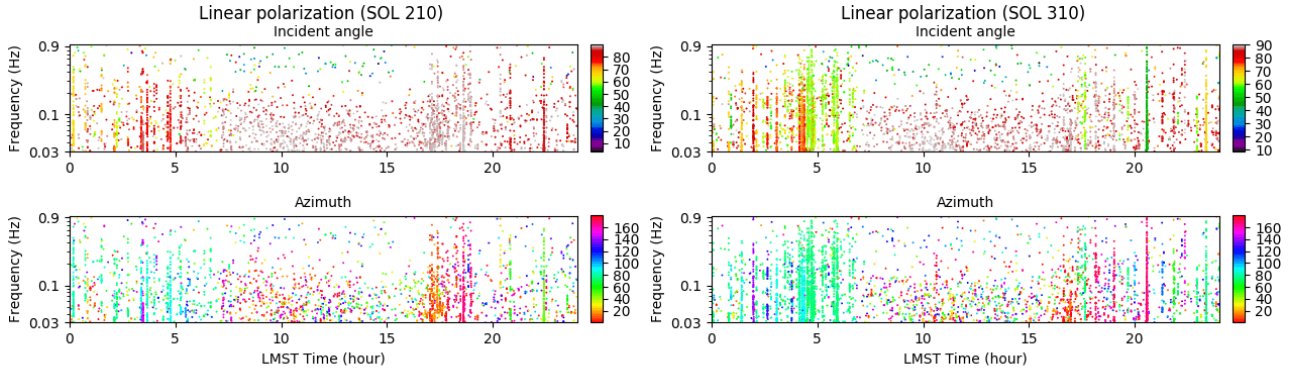 Linear polarization (SOL 210)
Incident angle
Frequency (Hz)
0.9
0.1
0.03
0 5 10 15 20
80
70
60
50
40
30
20
10
Azimuth
Frequency (Hz)
0.9
0.1
0.03
0 5 10 15 20
LMST Time (hour)
160
140
120
100
80
60
40
20
Linear polarization (SOL 310)
Incident angle
Frequency (Hz)
0.9
0.1
0.03
0 5 10 15 20
90
80
70
60
50
40
30
20
10
Azimuth
Frequency (Hz)
0.9
0.1
0.03
0 5 10 15 20
LMST Time (hour)
160
140
120
100
80
60
40
20